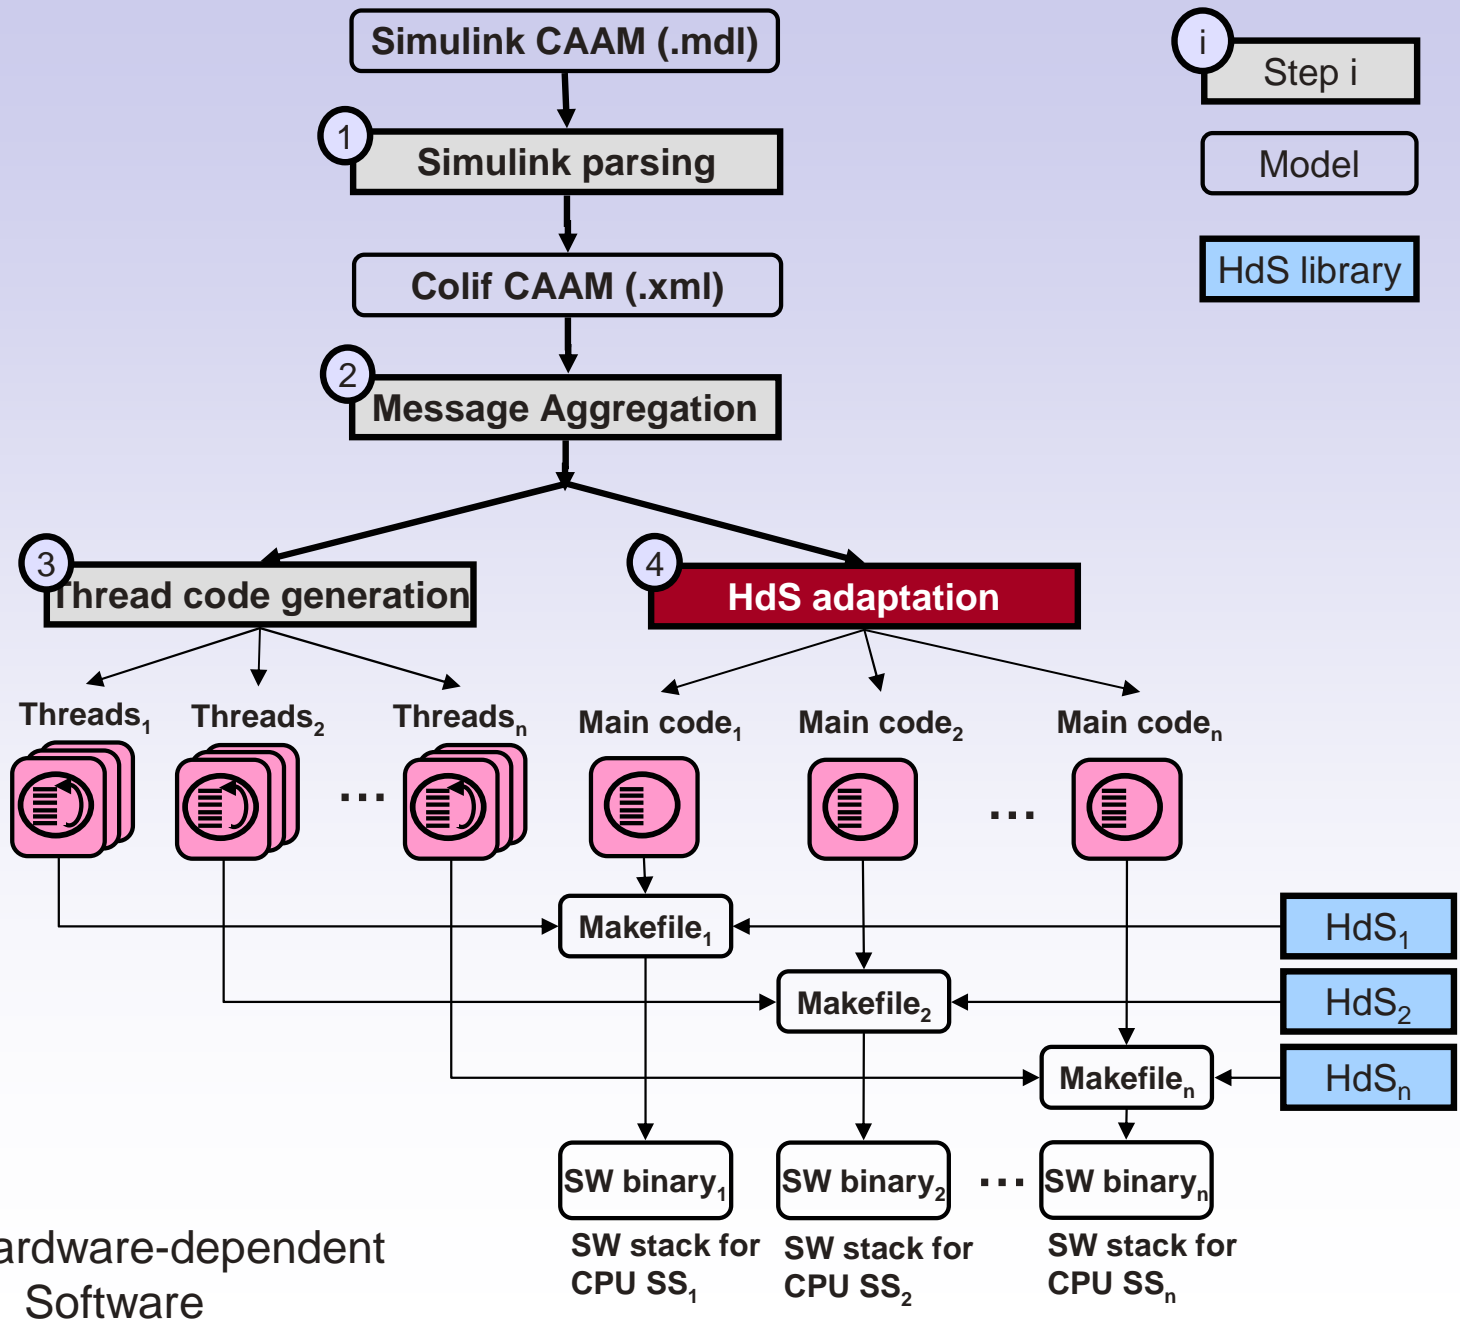 Simulink CAAM (.mdl)
i
Step i
1
Simulink parsing
Model
Colif CAAM (.xml)
HdS library
2
Message Aggregation
3
Thread code generation
4
HdS adaptation
Threads1
Threads2
Threadsn
Main code1
Main code2
Main coden
...
...
Makefile1
HdS1
Makefile2
HdS2
Makefilen
HdSn
SW binary1
SW binary2
...
SW binaryn
SW stack for
CPU SS1
SW stack for
CPU SS2
SW stack for
CPU SSn
ardware-dependent
Software